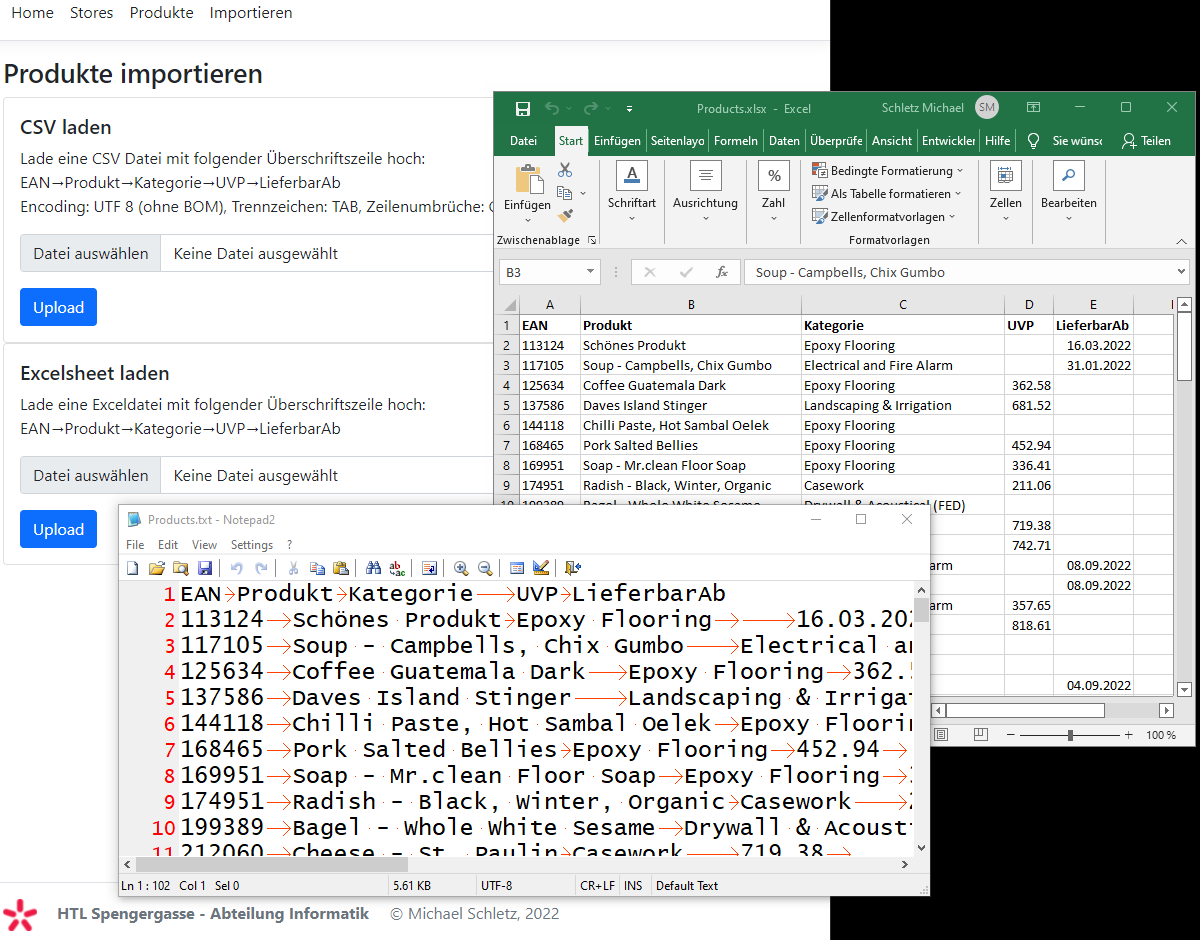 Home Stores Produkte Importieren
Produkte importieren
CSV laden
Lade eine CSV Datei mit folgender Überschriftszeile hoch:
EAN→Produkt→Kategorie→UVP→LieferbarAb
Encoding: UTF 8 (ohne BOM), Trennzeichen: TAB, Zeilenumbrüche:
Datei auswählen Keine Datei ausgewählt
Upload
Excelsheet laden
Lade eine Exceldatei mit folgender Überschriftszeile hoch:
EAN→Produkt→Kategorie→UVP→LieferbarAb
Datei auswählen Keine Datei ausgewählt
Upload
Products.xlsx - Excel Schletz Michael SM
Datei Start Einfügen Seitenlayo Formeln Daten Überprüfe Ansicht Entwickler Hilfe Sie wünsc Teilen
Einfügen Schriftart Ausrichtung Zahl Zellen Bearbeiten
Bedingte Formatierung
Als Tabelle formatieren
Zellenformatvorlagen
Zwischenablage Formatvorlagen
B3 fx Soup - Campbells, Chix Gumbo
A B C D E
1 EAN Produkt Kategorie UVP LieferbarAb
2 113124 Schönes Produkt Epoxy Flooring 16.03.2022
3 117105 Soup - Campbells, Chix Gumbo Electrical and Fire Alarm 31.01.2022
4 125634 Coffee Guatemala Dark Epoxy Flooring 362.58
5 137586 Daves Island Stinger Landscaping & Irrigation 681.52
6 144118 Chilli Paste, Hot Sambal Oelek Epoxy Flooring
7 168465 Pork Salted Bellies Epoxy Flooring 452.94
8 169951 Soap - Mr.clean Floor Soap Epoxy Flooring 336.41
9 174951 Radish - Black, Winter, Organic Casework 211.06
10 199389 Bagel - Whole White Sesame Drywall & Acoustical (FED)
719.38
742.71
arm 08.09.2022
08.09.2022
arm 357.65
818.61
04.09.2022
100 %
Products.txt - Notepad2
File Edit View Settings ?
1 EAN→Produkt→Kategorie→UVP→LieferbarAb
2 113124→Schönes Produkt→Epoxy Flooring→→16.03.202
3 117105→Soup - Campbells, Chix Gumbo→Electrical a
4 125634→Coffee Guatemala Dark→Epoxy Flooring→362.
5 137586→Daves Island Stinger→Landscaping & Irriga
6 144118→Chilli Paste, Hot Sambal Oelek→Epoxy Floori
7 168465→Pork Salted Bellies→Epoxy Flooring→452.94→
8 169951→Soap - Mr.clean Floor Soap→Epoxy Flooring→
9 174951→Radish - Black, Winter, Organic→Casework→
10 199389→Bagel - Whole White Sesame→Drywall & Acoust
11 212060→Cheese - St. Paulin→Casework→719.38→
Ln 1 : 102 Col 1 Sel 0 5.61 KB UTF-8 CR+LF INS Default Text
HTL Spengergasse - Abteilung Informatik © Michael Schletz, 2022